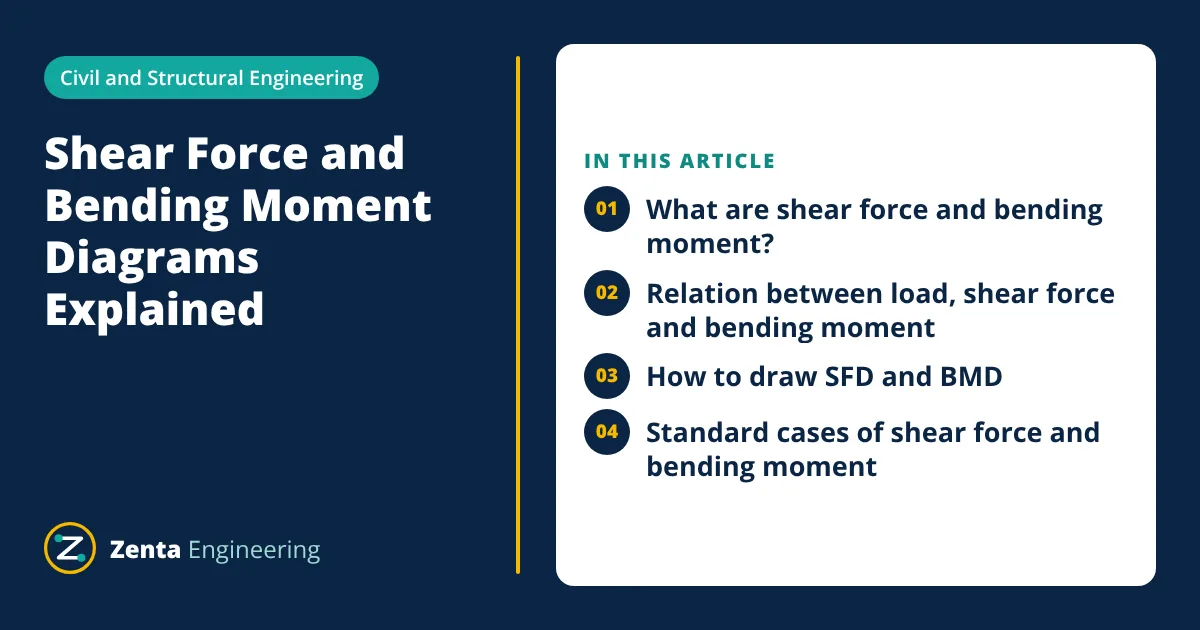 Civil and Structural Engineering
Shear Force and
Bending Moment
Diagrams
Explained
Zenta Engineering
IN THIS ARTICLE
01 What are shear force and bending
moment?
02 Relation between load, shear force
and bending moment
03 How to draw SFD and BMD
04 Standard cases of shear force and
bending moment